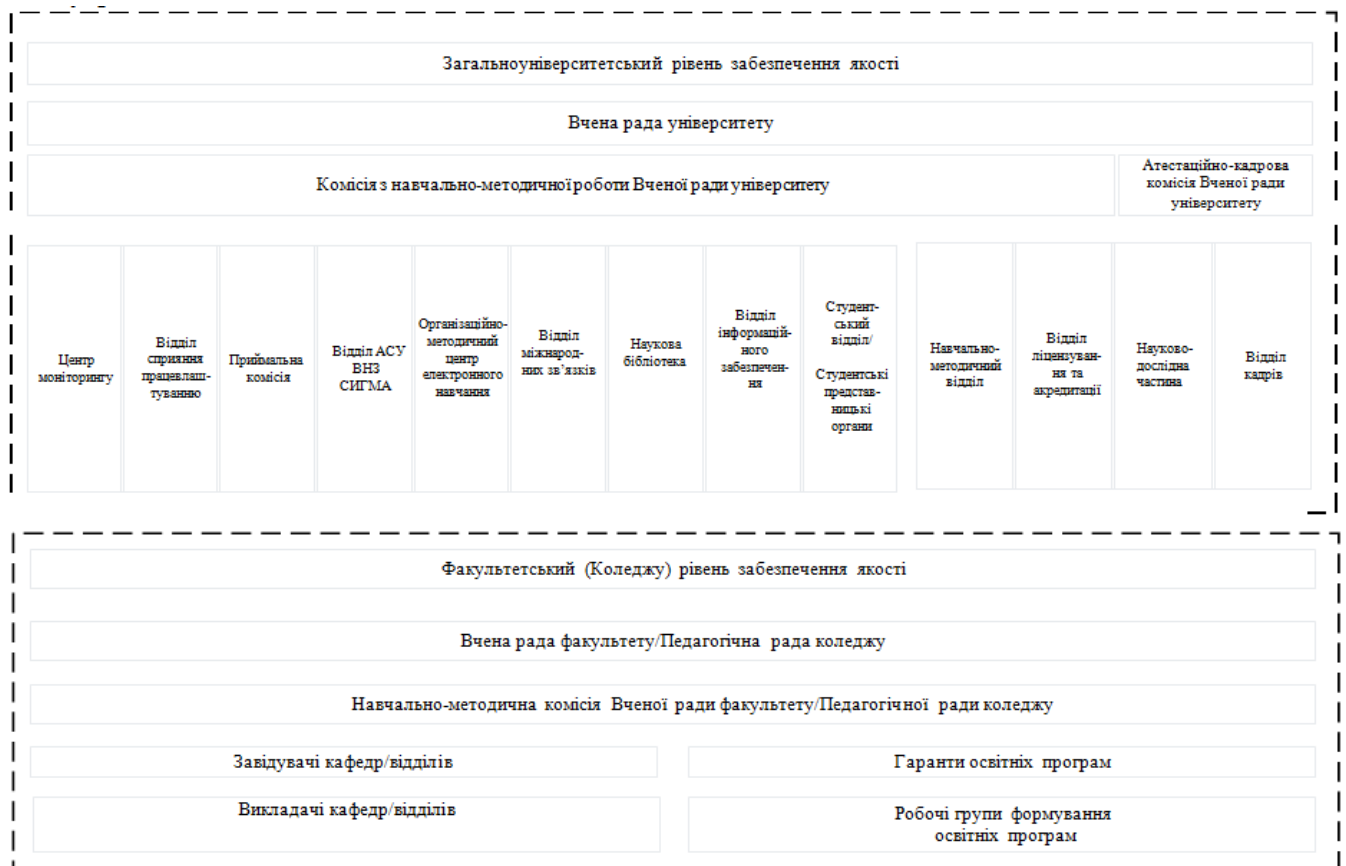 Загальноуніверситетський рівень забезпечення якості
Вчена рада університету
Комісія з навчально-методичної роботи Вченої ради університету
Атестаційно-кадрова
комісія Вченої ради
університету
Центр
моніторингу
Відділ
сприяння
працевлаш-
туванню
Приймальна
комісія
Відділ АСУ
ВНЗ
СИГМА
Організаційно-
методичний
центр
електронного
навчання
Відділ
міжнарод-
них зв’язків
Наукова
бібліотека
Відділ
інформацій-
ного
забезпечен-
ня
Студент-
ський
відділ/
Студентські
представ-
ницькі
органи
Навчально-
методичний
відділ
Відділ
ліцензуван-
ня та
акредитації
Науково-
дослідна
частина
Відділ
кадрів
Факультетський (Коледжу) рівень забезпечення якості
Вчена рада факультету/Педагогічна рада коледжу
Навчально-методична комісія Вченої ради факультету/Педагогічної ради коледжу
Завідувачі кафедр/відділів
Гаранти освітніх програм
Викладачі кафедр/відділів
Робочі групи формування
освітніх програм